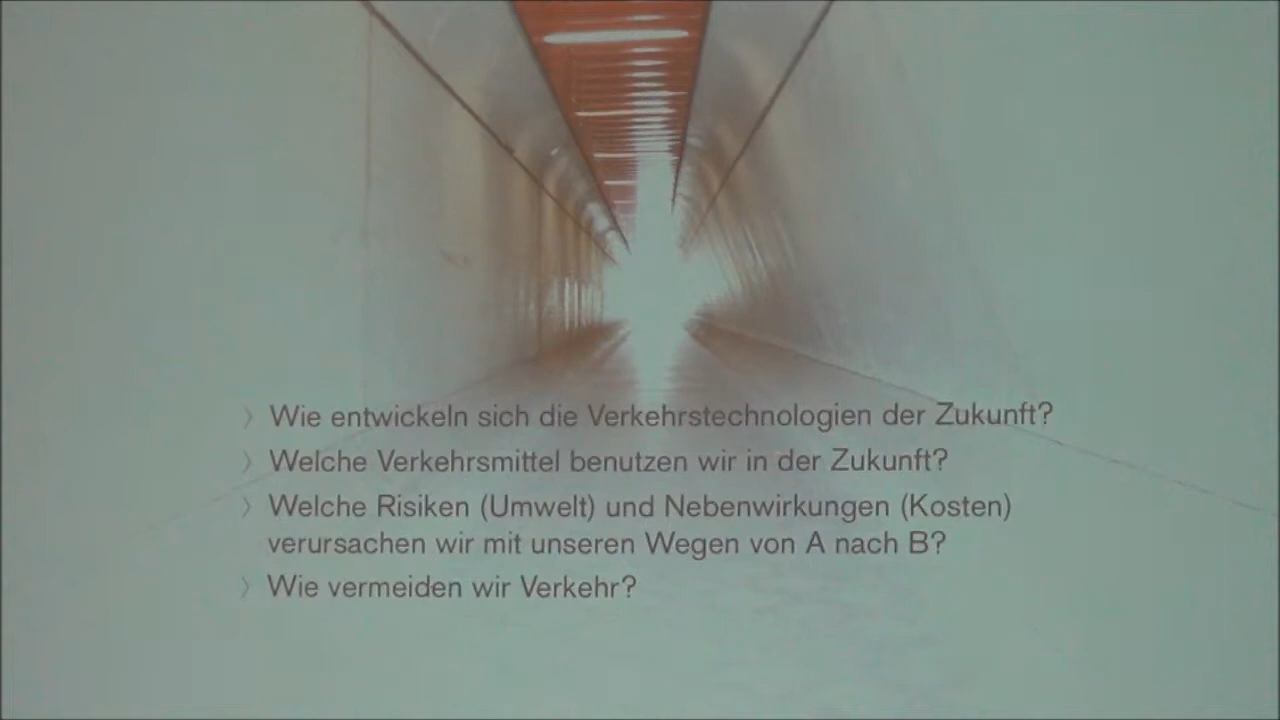 〉 Wie entwickeln sich die Verkehrstechnologien der Zukunft?
〉 Welche Verkehrsmittel benutzen wir in der Zukunft?
〉 Welche Risiken (Umwelt) und Nebenwirkungen (Kosten)
verursachen wir mit unseren Wegen von A nach B?
〉 Wie vermeiden wir Verkehr?